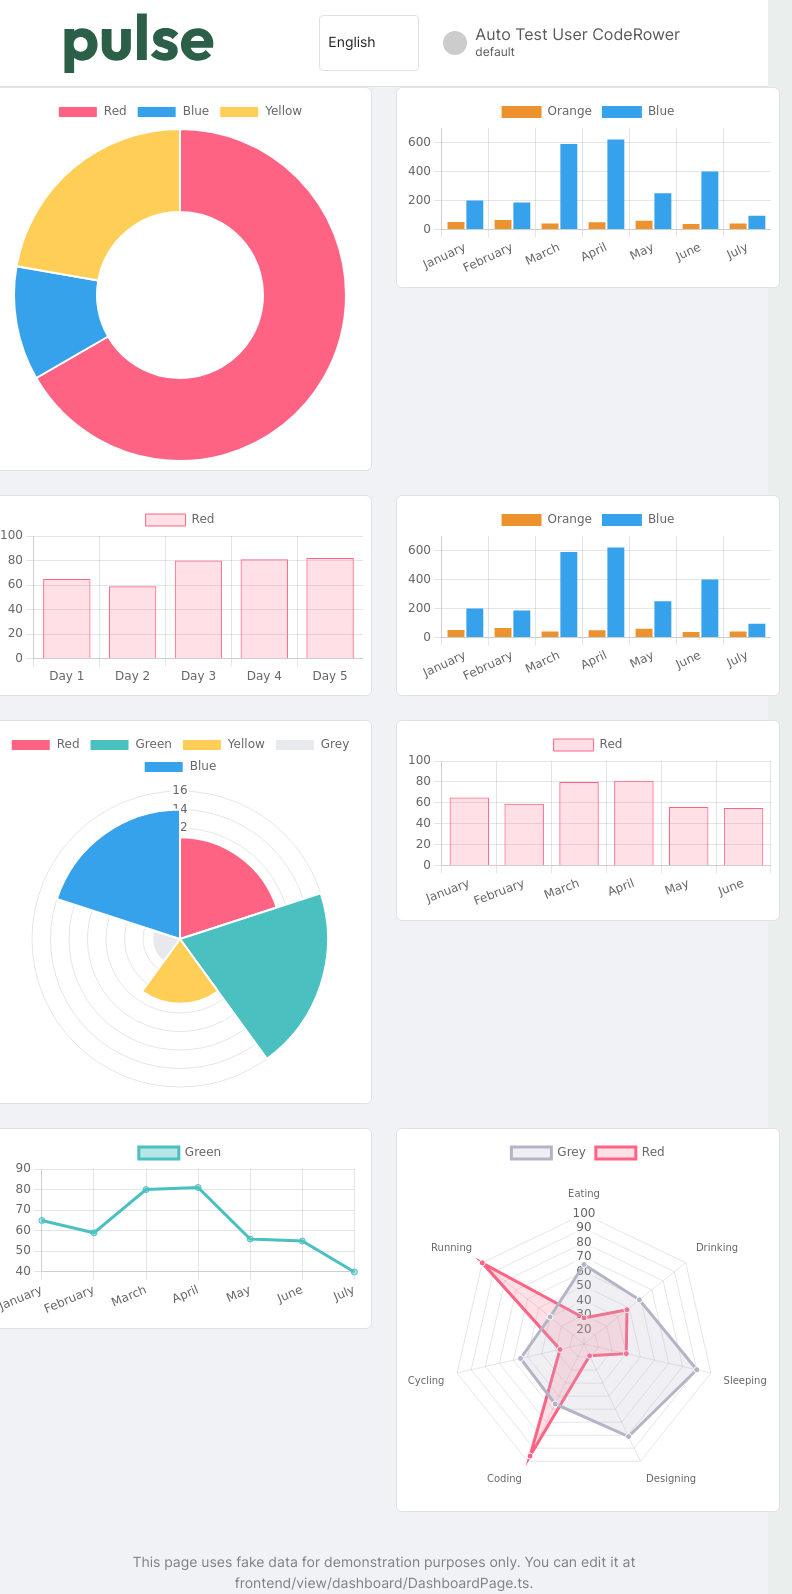 pulse
English
Auto Test User CodeRower
default
Red Blue Yellow
Orange Blue
600
400
200
0
January February March April May June July
Red
100
80
60
40
20
0
Day 1 Day 2 Day 3 Day 4 Day 5
Orange Blue
600
400
200
0
January February March April May June July
Red Green Yellow Grey
Blue
16
14
2
Red
100
80
60
40
20
0
January February March April May June
Green
90
80
70
60
50
40
January February March April May June July
Grey Red
Eating
100
90
80
70
60
50
40
30
20
Running
Drinking
Cycling
Sleeping
Coding
Designing
This page uses fake data for demonstration purposes only. You can edit it at
frontend/view/dashboard/DashboardPage.ts.